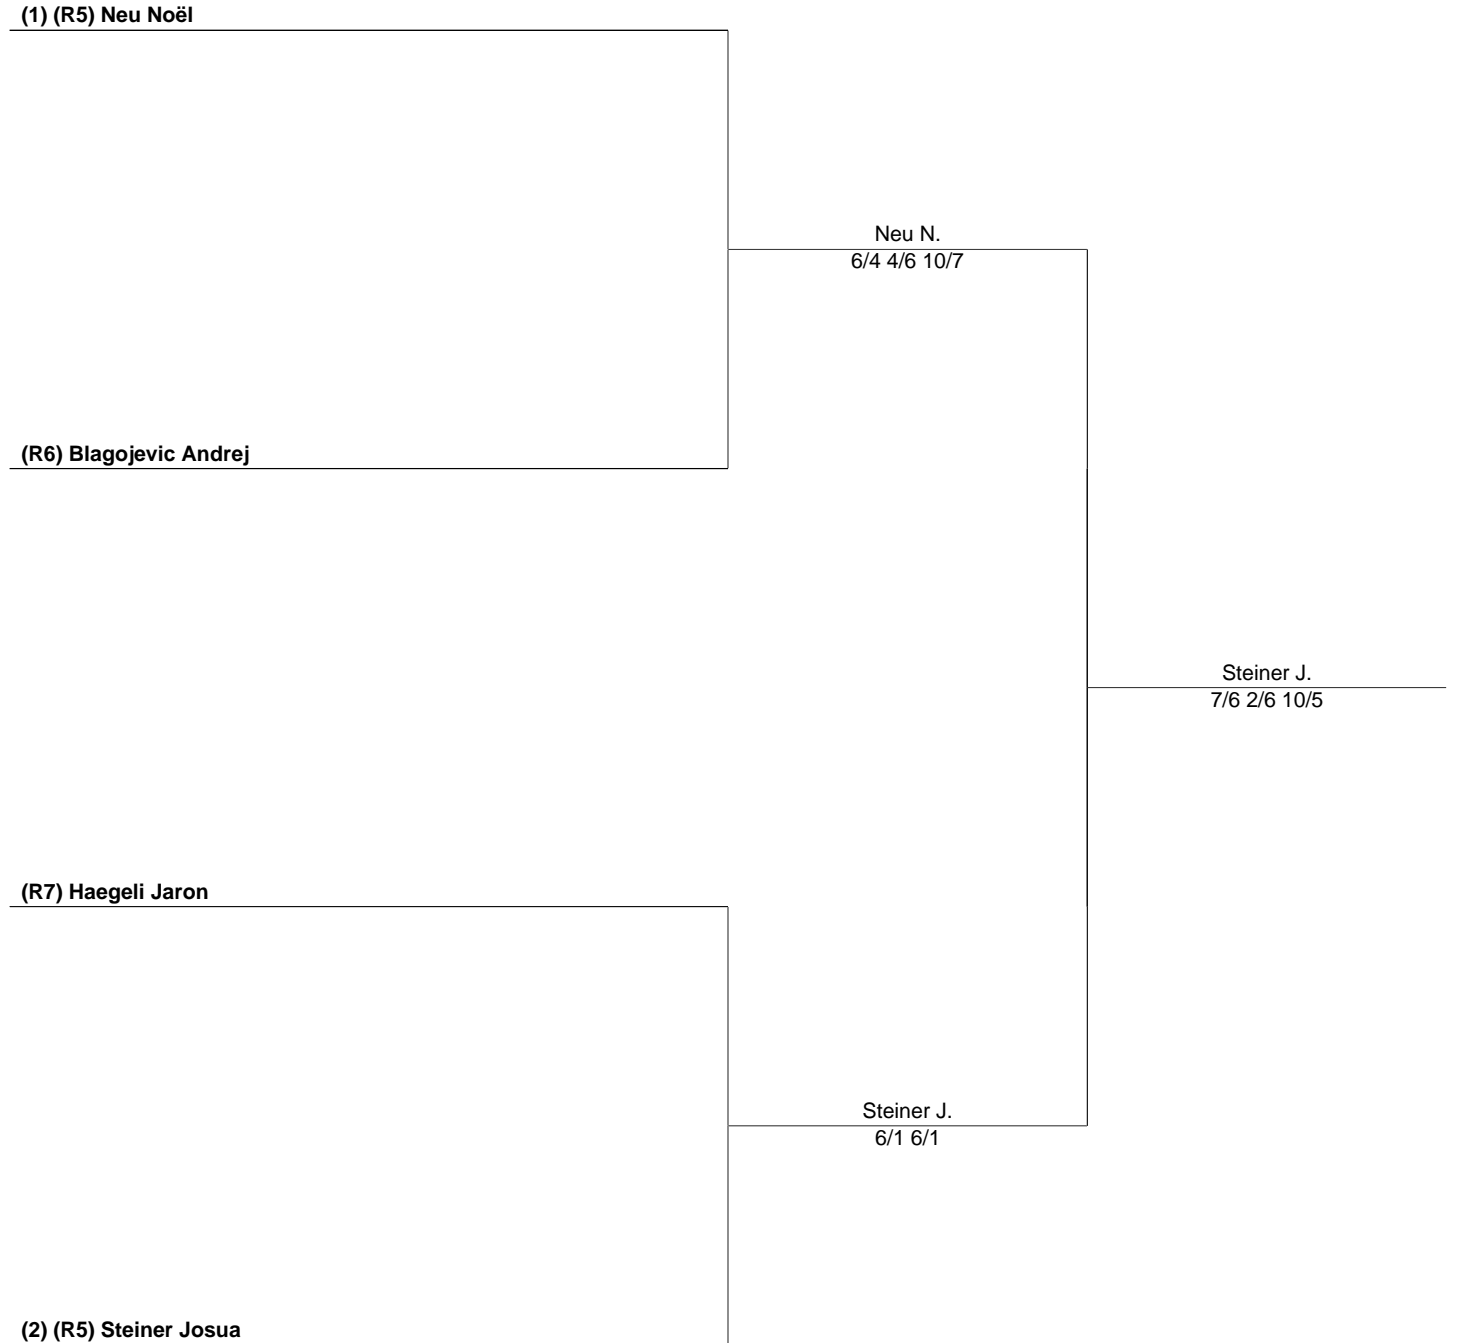 (1) (R5) Neu Noël
Neu N.
6/4 4/6 10/7
(R6) Blagojevic Andrej
Steiner J.
7/6 2/6 10/5
(R7) Haegeli Jaron
Steiner J.
6/1 6/1
(2) (R5) Steiner Josua